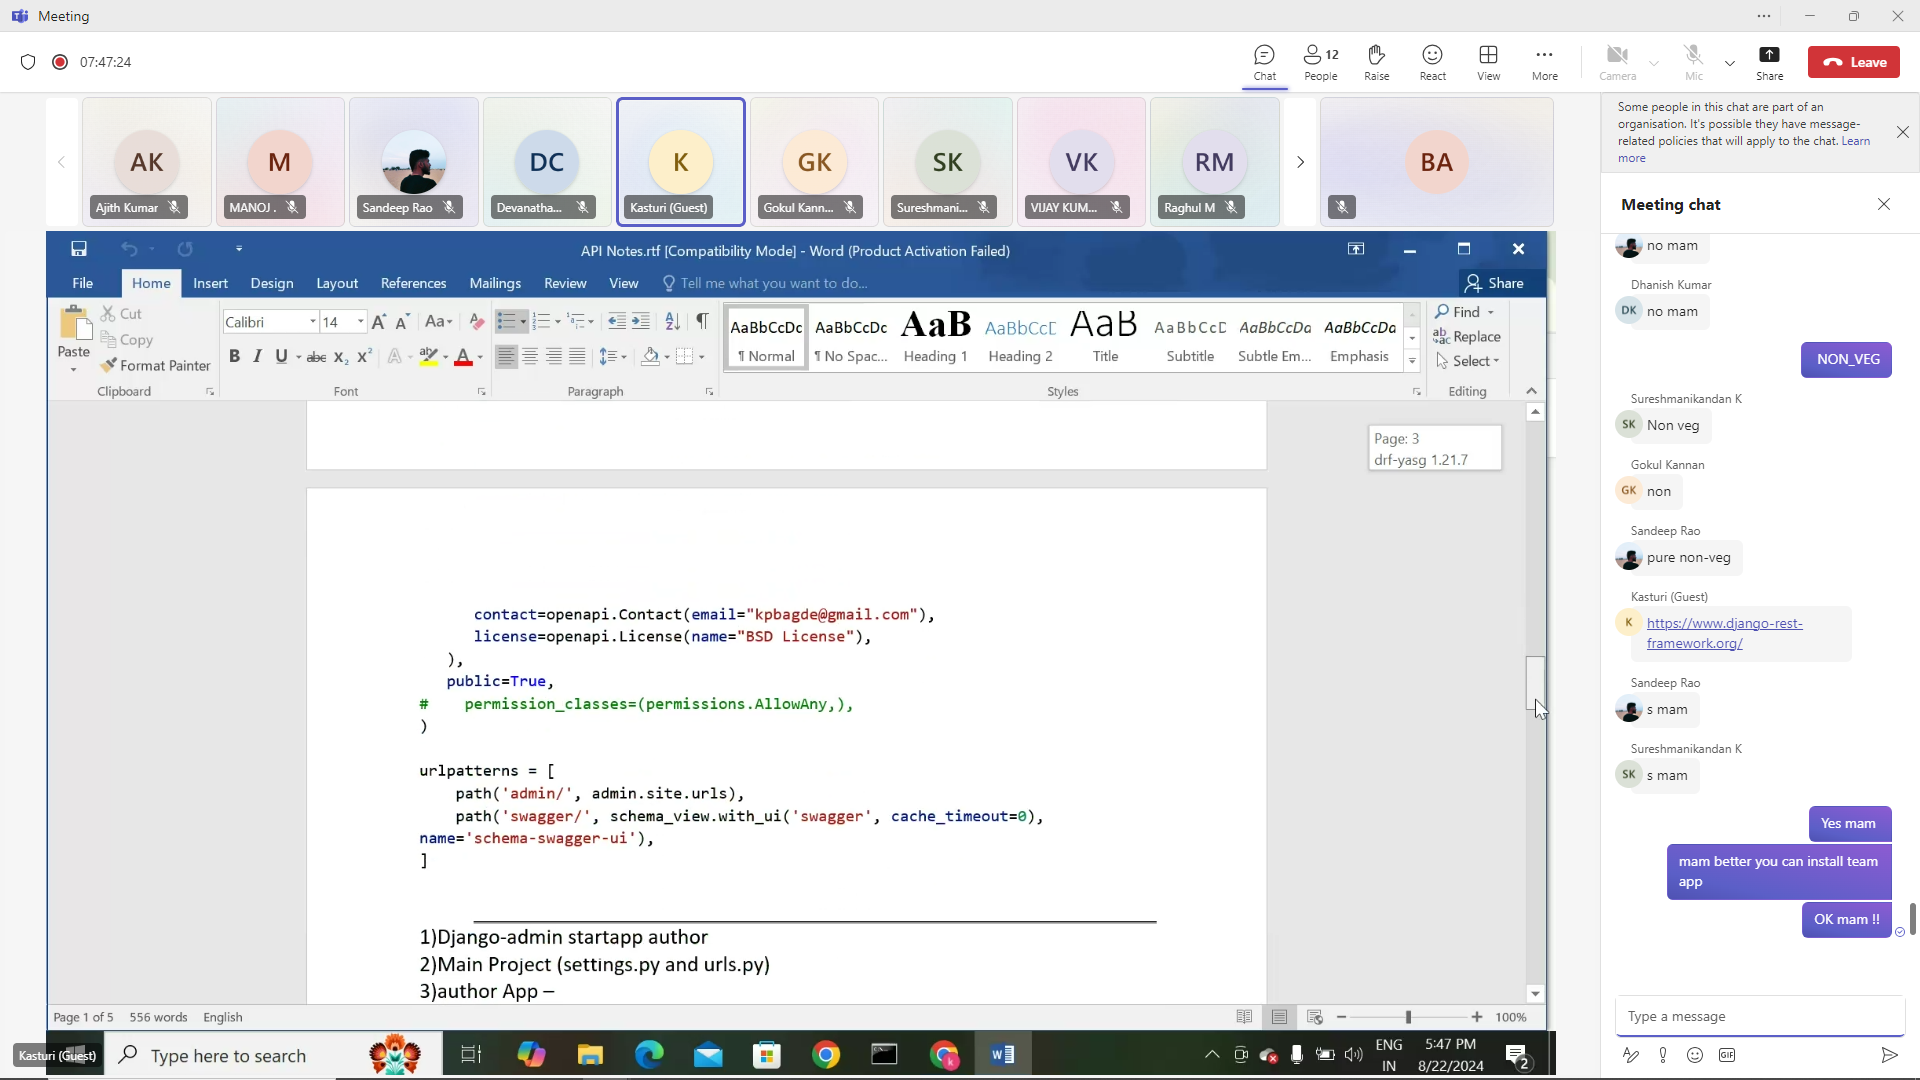 Meeting
07:47:24
Chat
People
12
Raise
React
View
More
Camera
Mic
Share
Leave
AK
Ajith Kumar
M
MANOJ .
Sandeep Rao
DC
Devanatha...
K
Kasturi (Guest)
GK
Gokul Kann...
SK
Sureshmani...
VK
VIJAY KUM...
RM
Raghul M
BA
API Notes.rtf [Compatibility Mode] - Word (Product Activation Failed)
File
Home
Insert
Design
Layout
References
Mailings
Review
View
Tell me what you want to do...
Share
Paste
Cut
Copy
Format Painter
Clipboard
Calibri
14
Font
Paragraph
AaBbCcDc
¶ Normal
AaBbCcDc
¶ No Spac...
AaB
Heading 1
AaBbCcE
Heading 2
AaB
Title
AaBbCcD
Subtitle
AaBbCcDa
Subtle Em...
AaBbCcDa
Emphasis
Styles
Find
Replace
Select
Editing
Page: 3
drf-yasg 1.21.7
contact=openapi.Contact(email="kpbagde@gmail.com"),
license=openapi.License(name="BSD License"),
),
public=True,
# permission_classes=(permissions.AllowAny,),
)
urlpatterns = [
path('admin/', admin.site.urls),
path('swagger/', schema_view.with_ui('swagger', cache_timeout=0),
name='schema-swagger-ui'),
]
1)Django-admin startapp author
2)Main Project (settings.py and urls.py)
3)author App –
Page 1 of 5
556 words
English
100%
Kasturi (Guest)
Type here to search
ENG
IN
5:47 PM
8/22/2024
2
Some people in this chat are part of an
organisation. It's possible they have message-
related policies that will apply to the chat. Learn
more
Meeting chat
no mam
Dhanish Kumar
DK
no mam
NON_VEG
Sureshmanikandan K
SK
Non veg
Gokul Kannan
GK
non
Sandeep Rao
pure non-veg
Kasturi (Guest)
K
https://www.django-rest-
framework.org/
Sandeep Rao
s mam
Sureshmanikandan K
SK
s mam
Yes mam
mam better you can install team
app
OK mam !!
Type a message
GIF